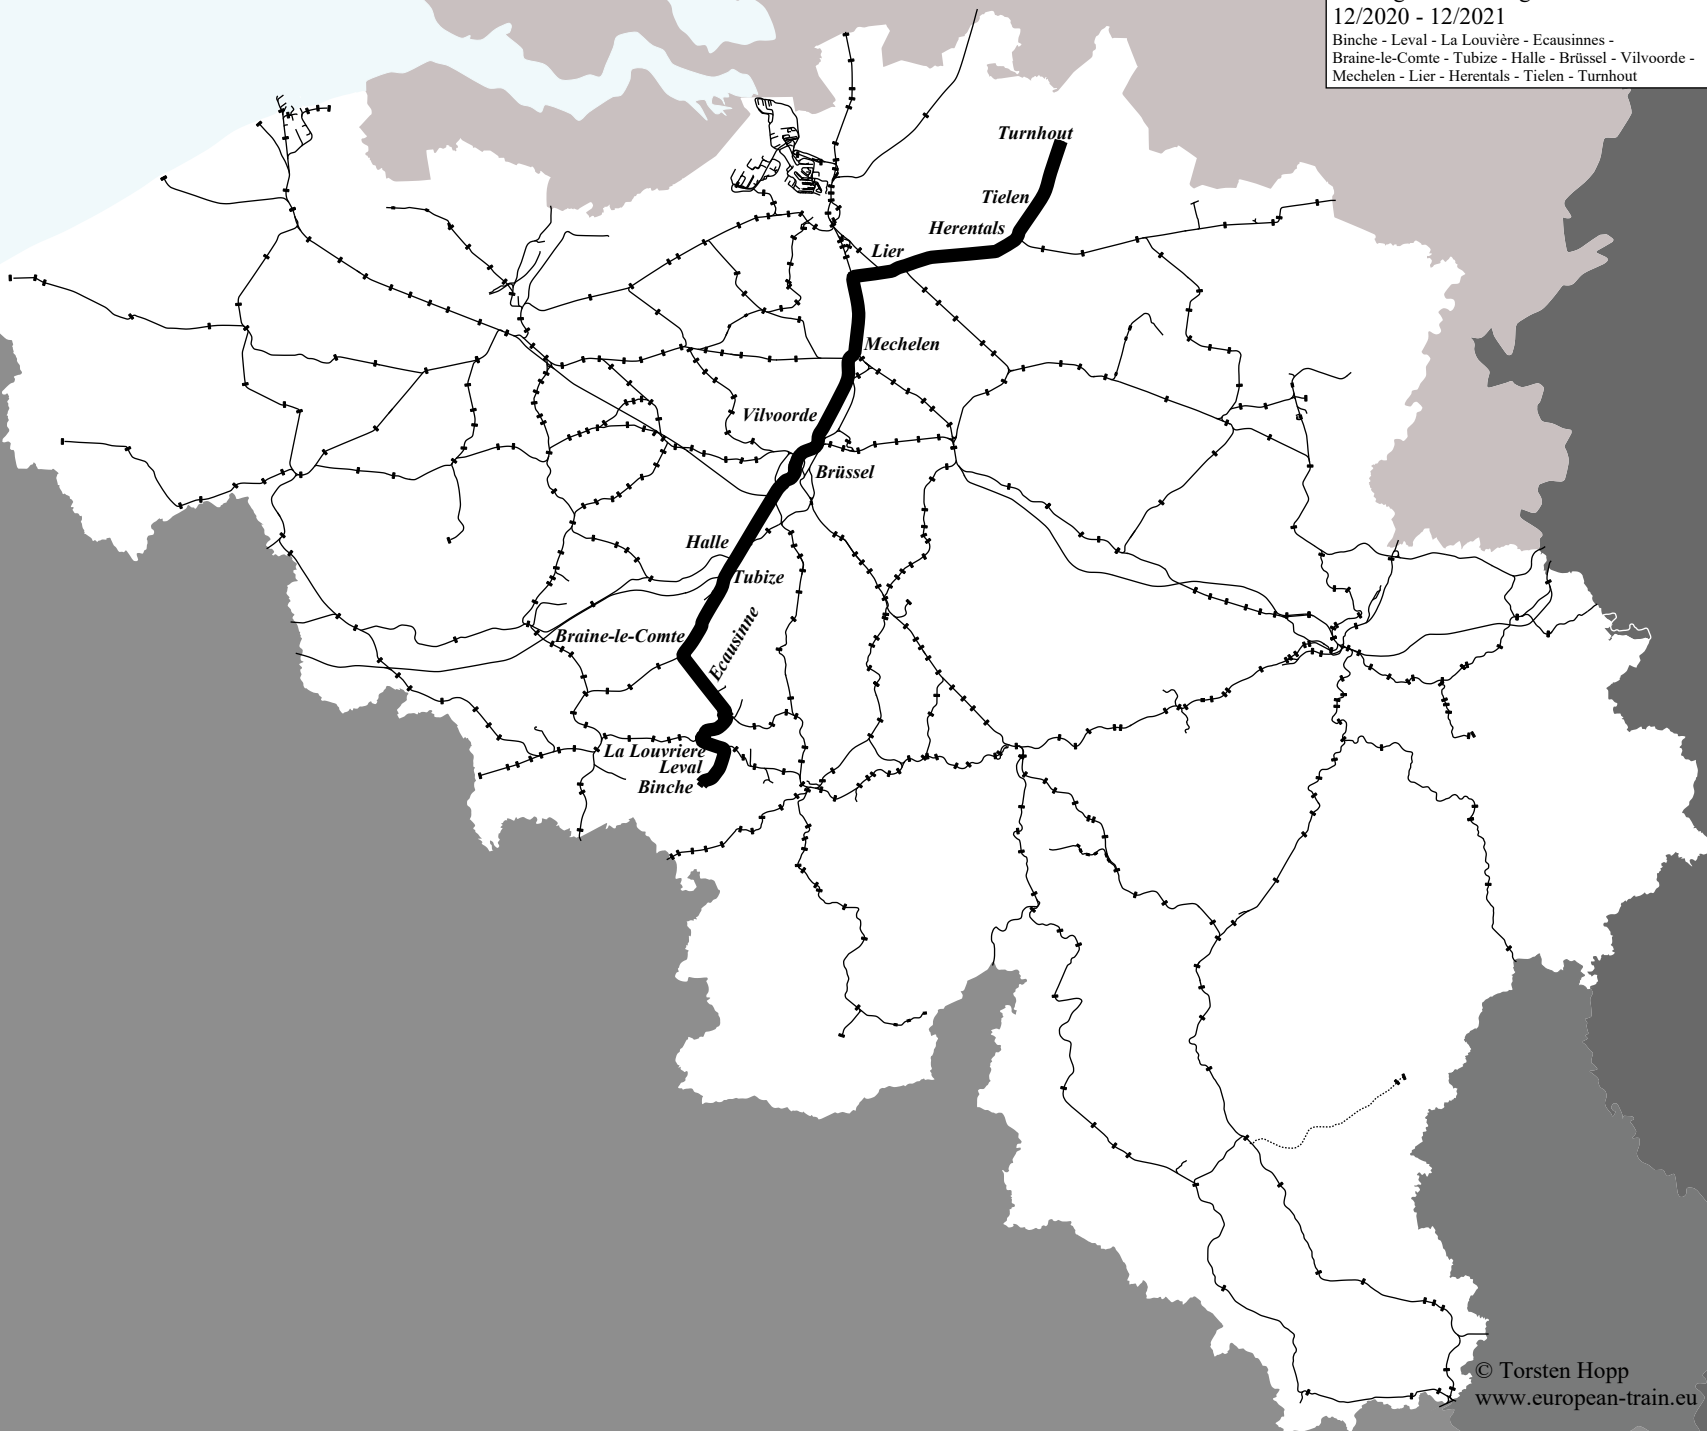 12/2020 - 12/2021
Binche - Leval - La Louvière - Ecausinnes -
Braine-le-Comte - Tubize - Halle - Brüssel - Vilvoorde -
Mechelen - Lier - Herentals - Tielen - Turnhout
Turnhout
Tielen
Herentals
Lier
Mechelen
Vilvoorde
Brüssel
Halle
Tubize
Ecausinne
Braine-le-Comte
La Louvriere
Leval
Binche
© Torsten Hopp
www.european-train.eu